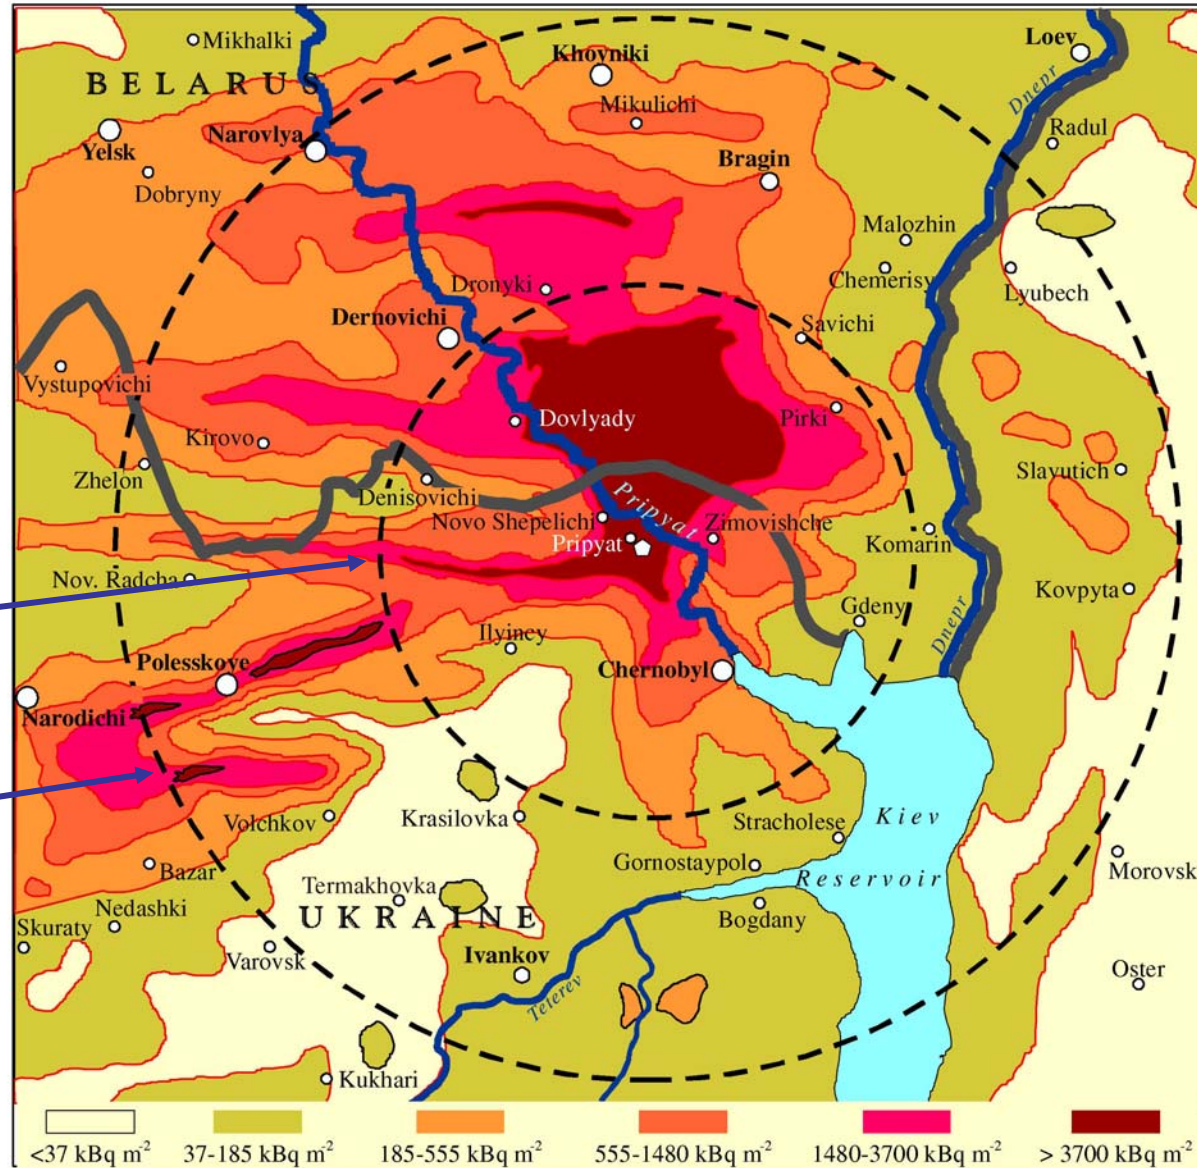 Mikhalki
Khoyniki
Loev
BELARUS
Mikulichi
Dnepr
Radul
Yelsk
Narovlya
Bragin
Dobryny
Malozhin
Chemerisy
Lyubech
Dronyki
Dernovichi
Savichi
Vystupovichi
Dovlyady
Pirki
Kirovo
Zhelon
Denisovichi
Slavutich
Novo Shepelichi
Pripyat
Zimovishche
Pripyat
Komarin
Nov. Radcha
Kovpyta
Gdeny
Ilyincy
Dnepr
Polesskoye
Chernobyl
Narodichi
Volchkov
Krasilovka
Stracholese
Kiev
Reservoir
Bazar
Gornostaypol
Morovsk
Termakhovka
Nedashki
UKRAINE
Bogdany
Skuraty
Varovsk
Ivankov
Oster
Teterev
Kukhari
<37 kBq m-2 37-185 kBq m-2 185-555 kBq m-2 555-1480 kBq m-2 1480-3700 kBq m-2 > 3700 kBq m-2